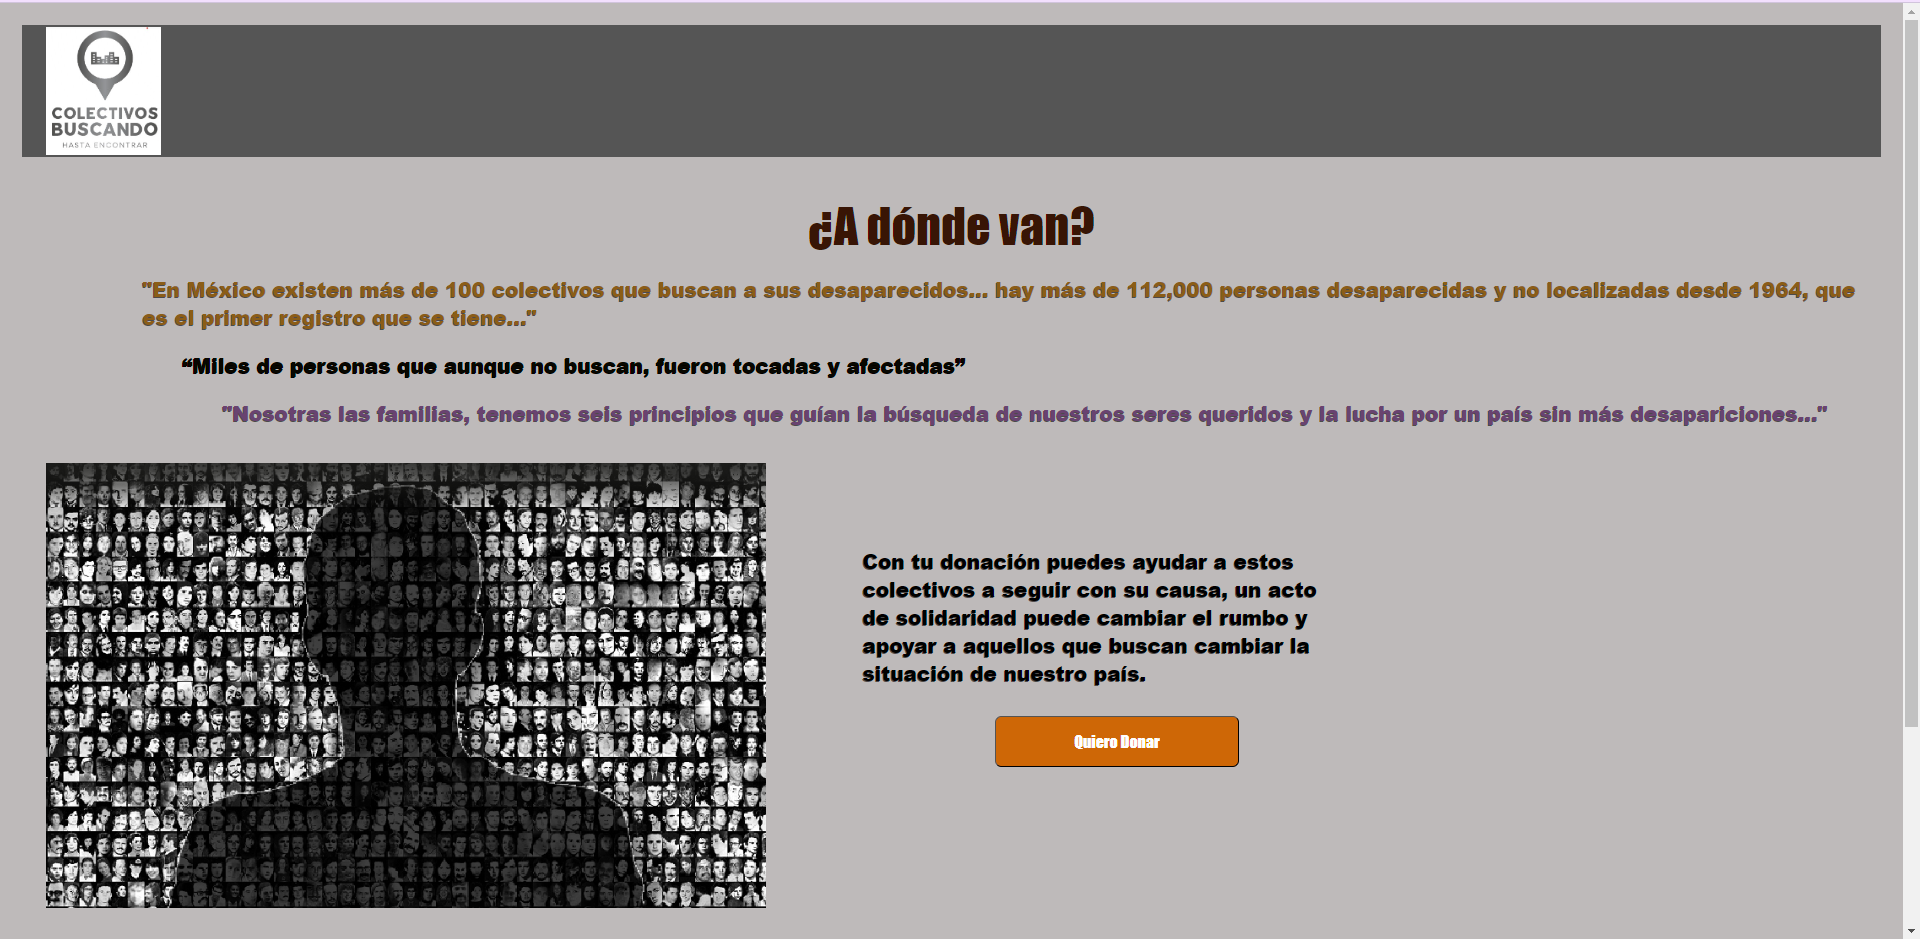 COLECTIVOS
BUSCANDO
HASTA ENCONTRAR
¿A dónde van?
"En México existen más de 100 colectivos que buscan a sus desaparecidos... hay más de 112,000 personas desaparecidas y no localizadas desde 1964, que
es el primer registro que se tiene..."
“Miles de personas que aunque no buscan, fueron tocadas y afectadas”
"Nosotras las familias, tenemos seis principios que guían la búsqueda de nuestros seres queridos y la lucha por un país sin más desapariciones..."
Con tu donación puedes ayudar a estos
colectivos a seguir con su causa, un acto
de solidaridad puede cambiar el rumbo y
apoyar a aquellos que buscan cambiar la
situación de nuestro país.
Quiero Donar